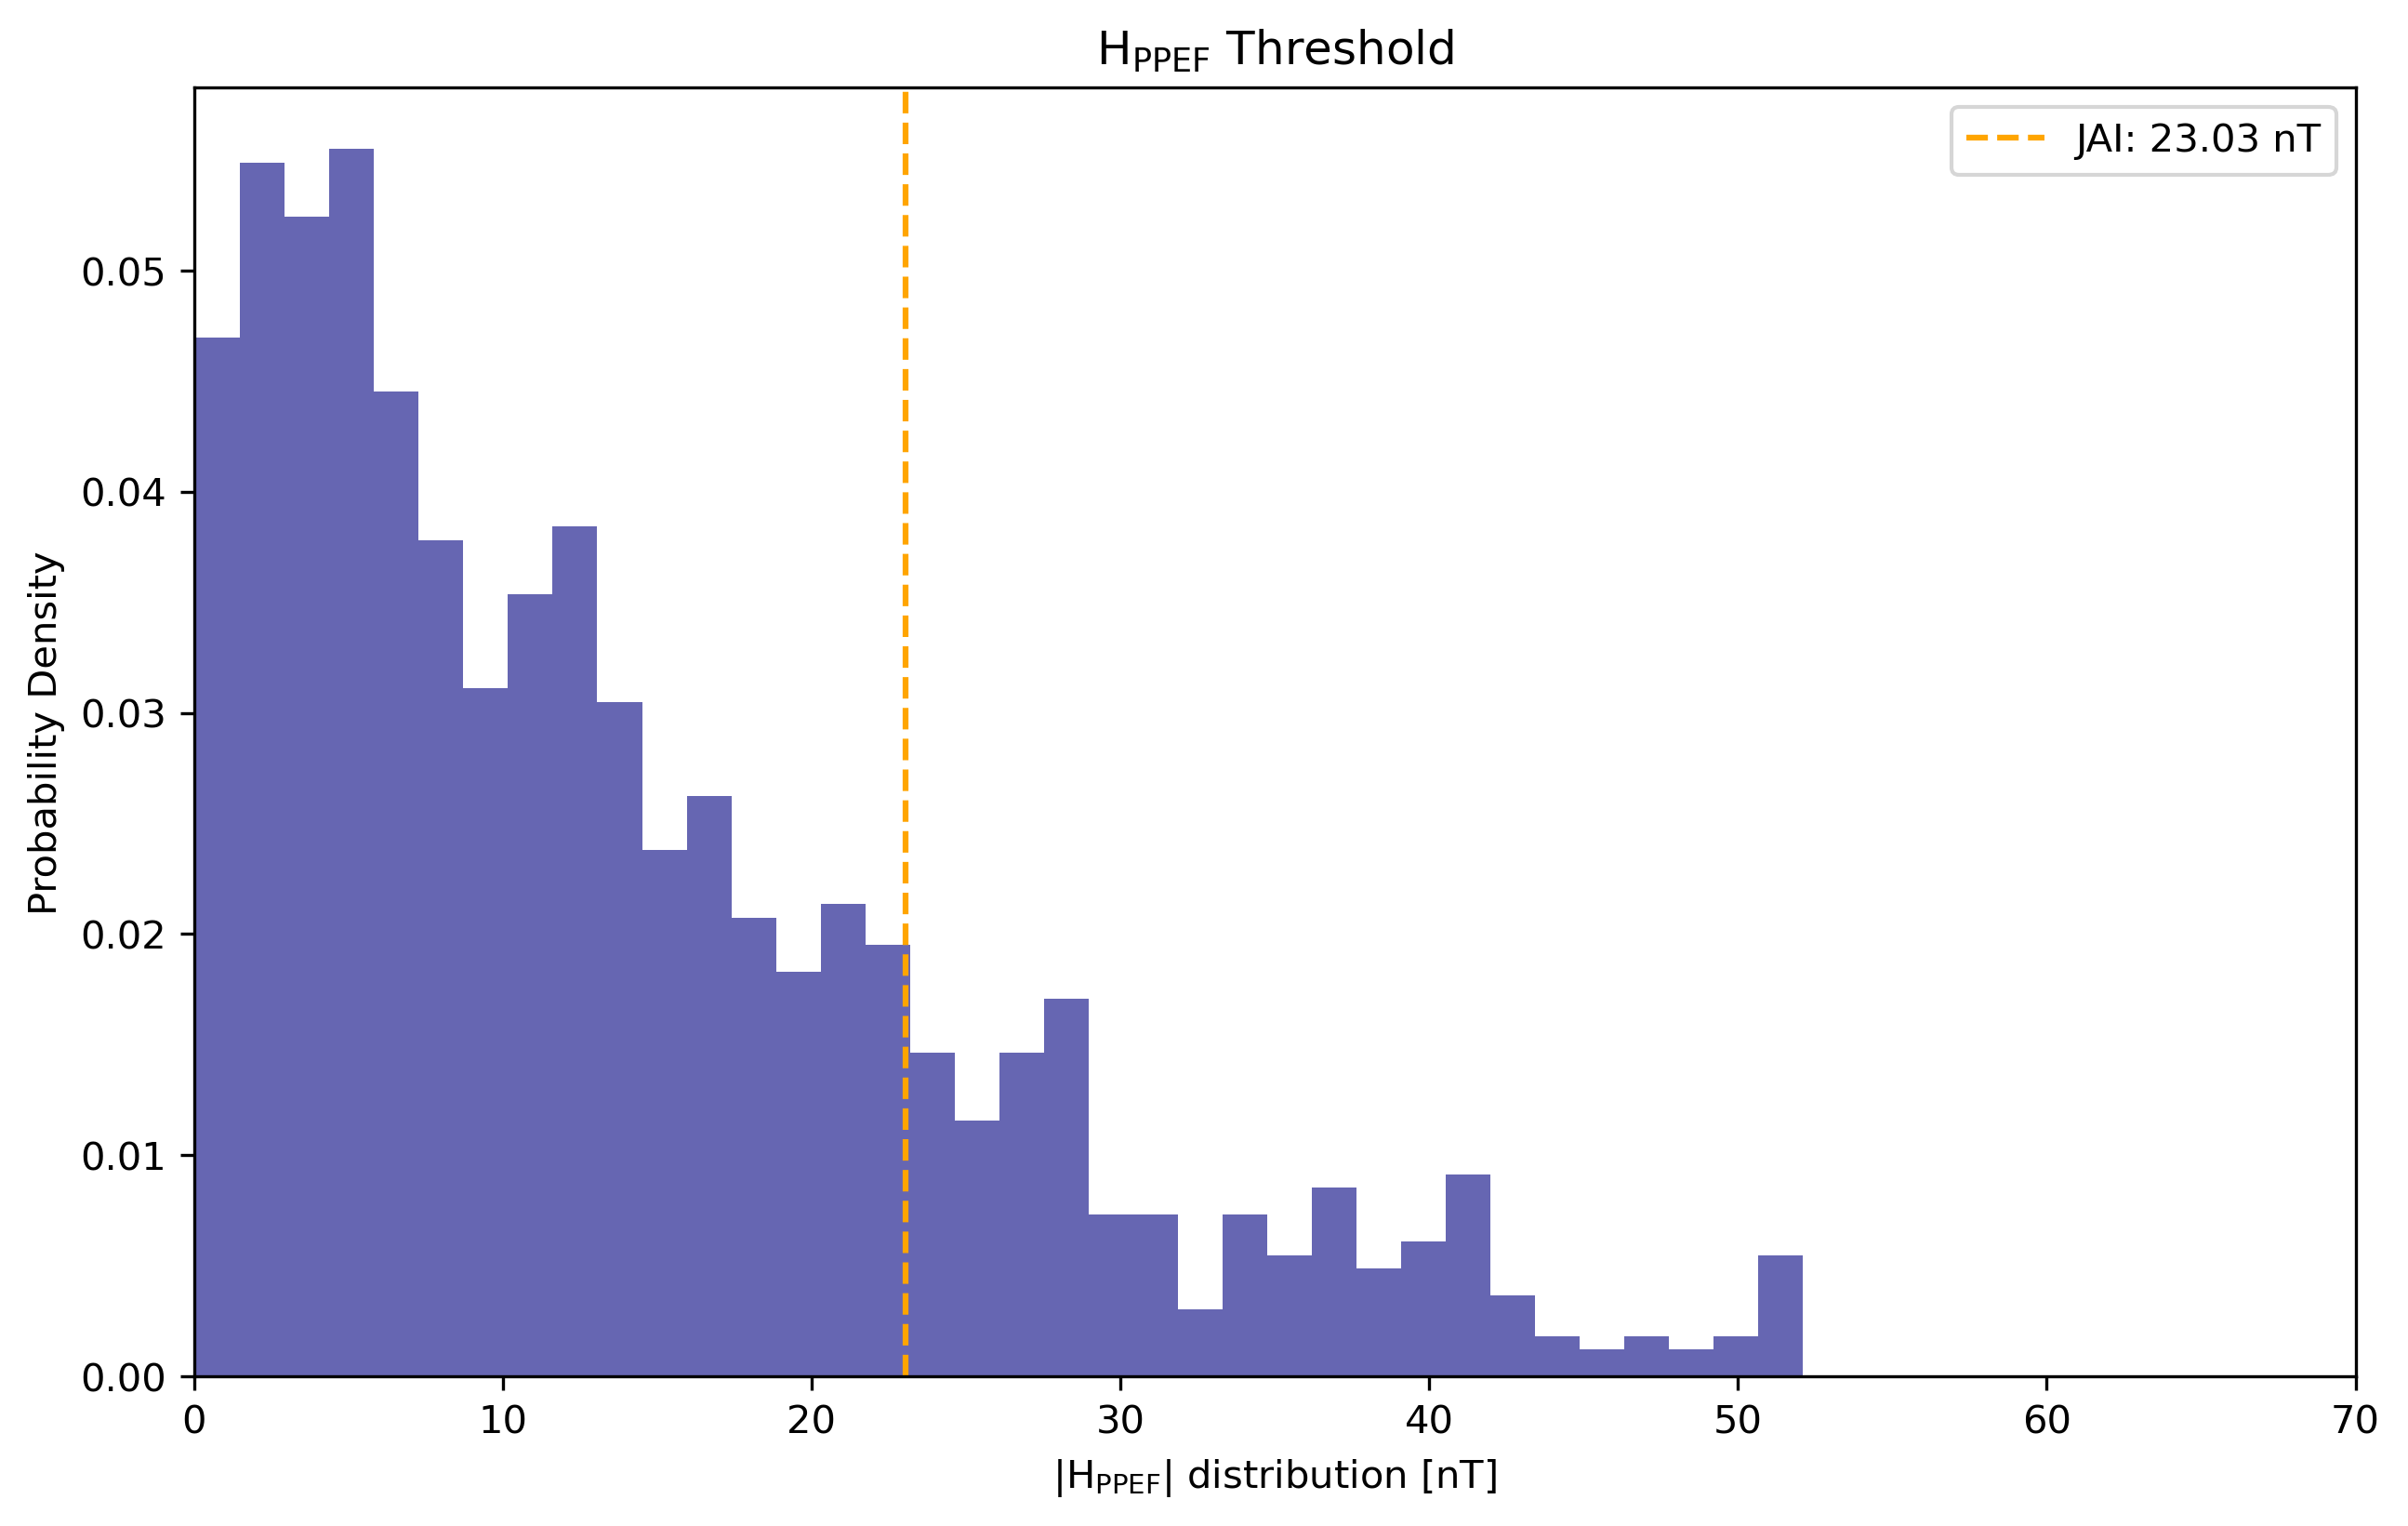 H_PPEF Threshold
JAI: 23.03 nT
Probability Density
0.05
0.04
0.03
0.02
0.01
0.00
0 10 20 30 40 50 60 70
|H_PPEF| distribution [nT]